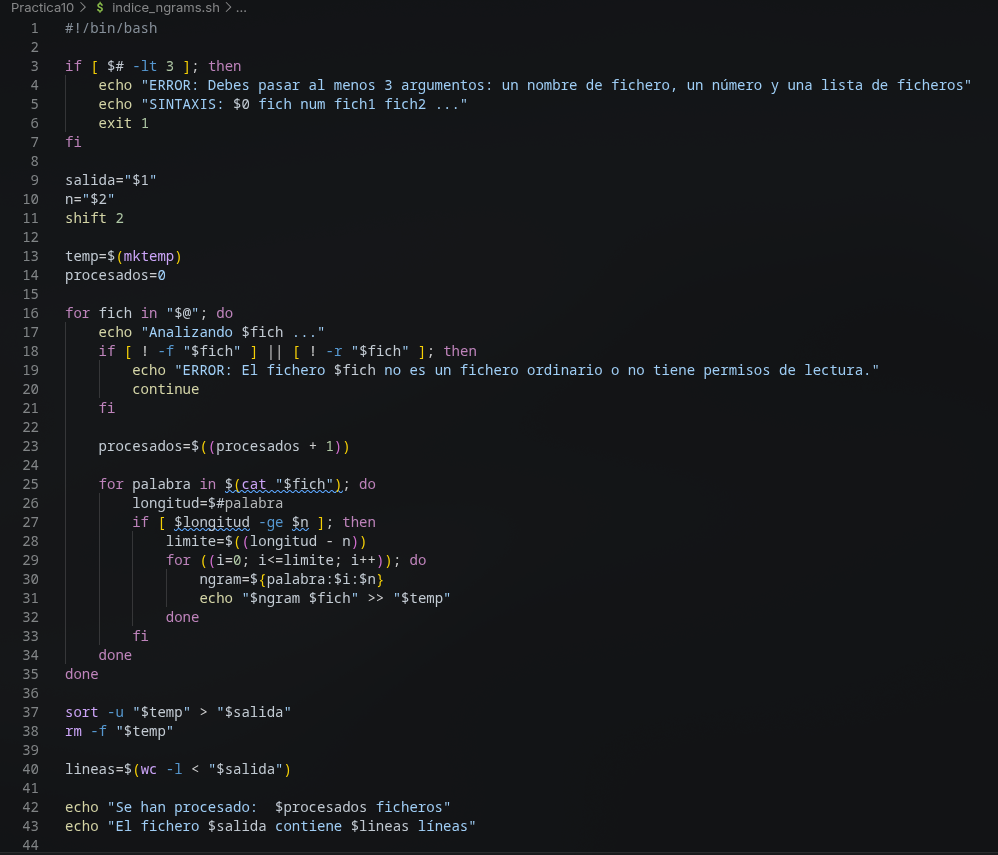 Practica10 > $ indice_ngrams.sh > ...
1 #!/bin/bash
2
3 if [ $# -lt 3 ]; then
4     echo "ERROR: Debes pasar al menos 3 argumentos: un nombre de fichero, un número y una lista de ficheros"
5     echo "SINTAXIS: $0 fich num fich1 fich2 ..."
6     exit 1
7 fi
8
9 salida="$1"
10 n="$2"
11 shift 2
12
13 temp=$(mktemp)
14 procesados=0
15
16 for fich in "$@"; do
17     echo "Analizando $fich ..."
18     if [ ! -f "$fich" ] || [ ! -r "$fich" ]; then
19         echo "ERROR: El fichero $fich no es un fichero ordinario o no tiene permisos de lectura."
20         continue
21     fi
22
23     procesados=$((procesados + 1))
24
25     for palabra in $(cat "$fich"); do
26         longitud=$#palabra
27         if [ $longitud -ge $n ]; then
28             limite=$((longitud - n))
29             for ((i=0; i<=limite; i++)); do
30                 ngram=${palabra:$i:$n}
31                 echo "$ngram $fich" >> "$temp"
32             done
33         fi
34     done
35 done
36
37 sort -u "$temp" > "$salida"
38 rm -f "$temp"
39
40 lineas=$(wc -l < "$salida")
41
42 echo "Se han procesado:  $procesados ficheros"
43 echo "El fichero $salida contiene $lineas líneas"
44